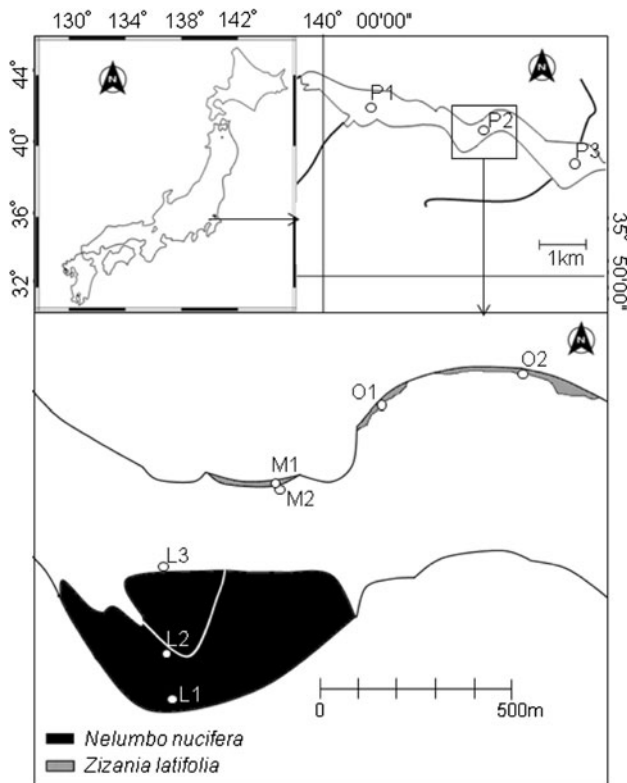 130° 134° 138° 142° 140° 00'00"
44°
40°
36°
32°
P1
P2
P3
1km
35° 50'00"
O2
O1
M1
M2
L3
L2
L1
0 500m
Nelumbo nucifera
Zizania latifolia